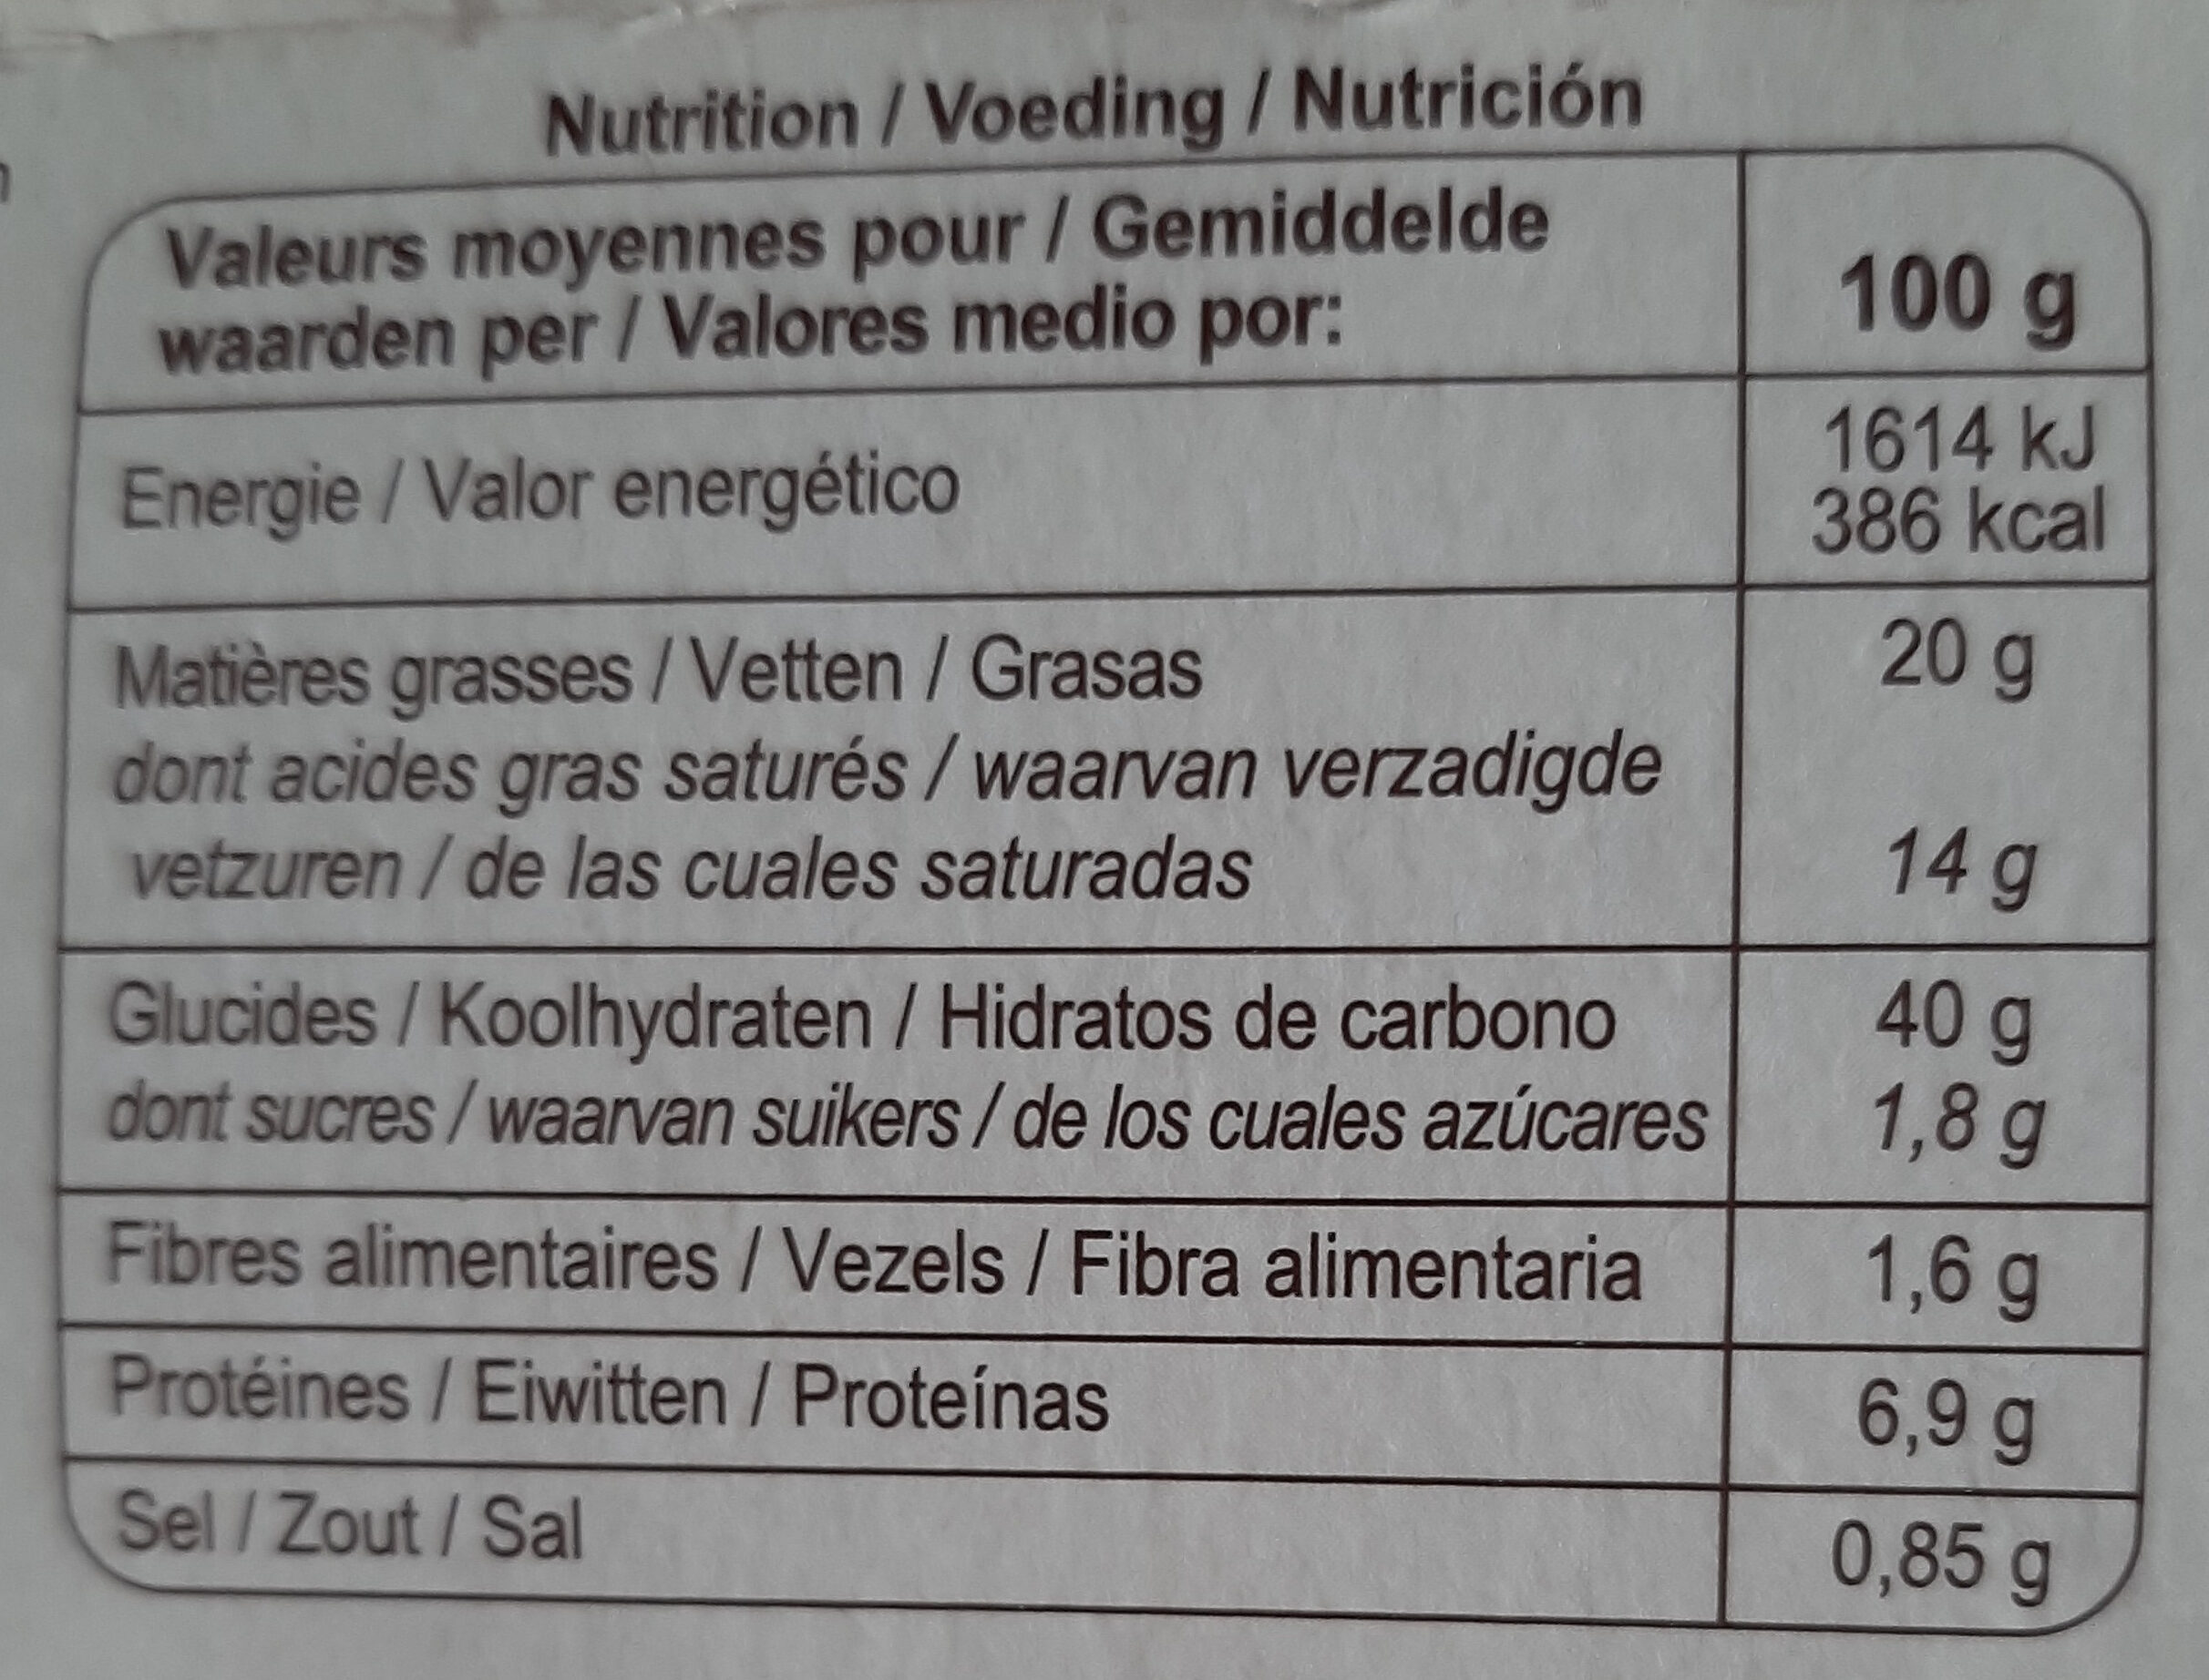 Nutrition / Voeding / Nutrición
Valeurs moyennes pour / Gemiddelde
waarden per / Valores medio por:
100 g
Energie / Valor energético
1614 kJ
386 kcal
Matières grasses / Vetten / Grasas
20 g
dont acides gras saturés / waarvan verzadigde
vetzuren / de las cuales saturadas
14 g
Glucides / Koolhydraten / Hidratos de carbono
40 g
dont sucres / waarvan suikers / de los cuales azúcares
1,8 g
Fibres alimentaires / Vezels / Fibra alimentaria
1,6 g
Protéines / Eiwitten / Proteínas
6,9 g
Sel / Zout / Sal
0,85 g